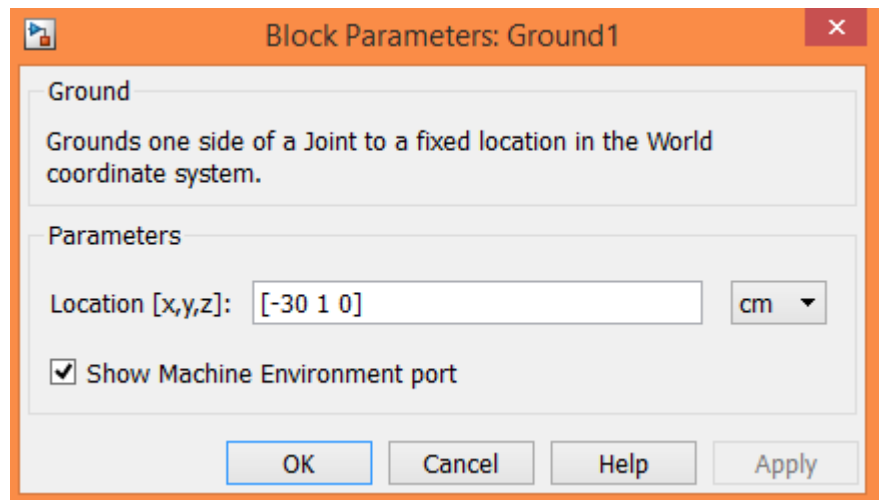 Block Parameters: Ground1
Ground
Grounds one side of a Joint to a fixed location in the World
coordinate system.
Parameters
Location [x,y,z]: [-30 1 0] cm
Show Machine Environment port
OK Cancel Help Apply